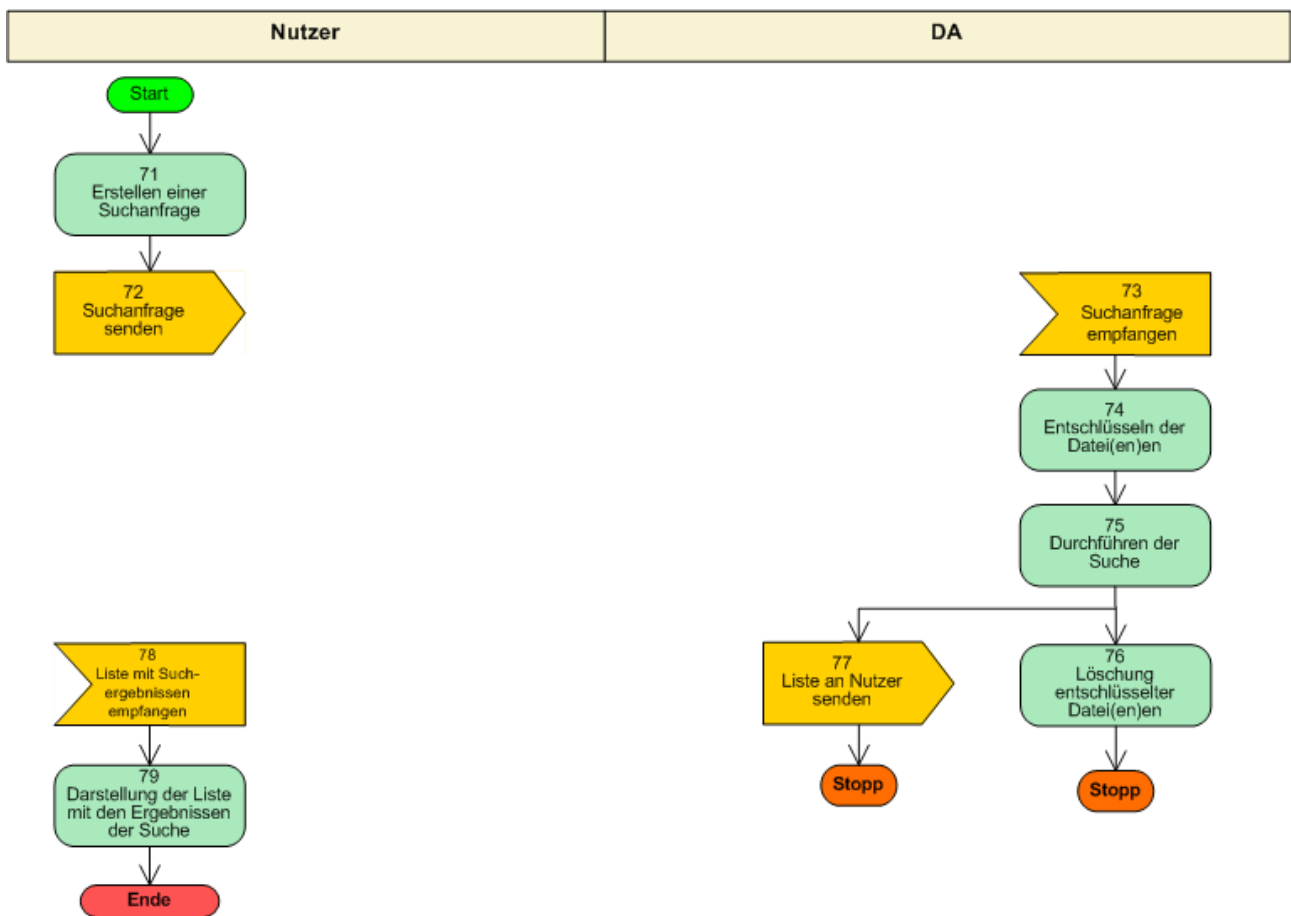 Nutzer
DA
Start
71
Erstellen einer
Suchanfrage
72
Suchanfrage
senden
73
Suchanfrage
empfangen
74
Entschlüsseln der
Datei(en)en
75
Durchführen der
Suche
78
Liste mit Such-
ergebnissen
empfangen
77
Liste an Nutzer
senden
76
Löschung
entschlüsselter
Datei(en)en
79
Darstellung der Liste
mit den Ergebnissen
der Suche
Stopp
Stopp
Ende